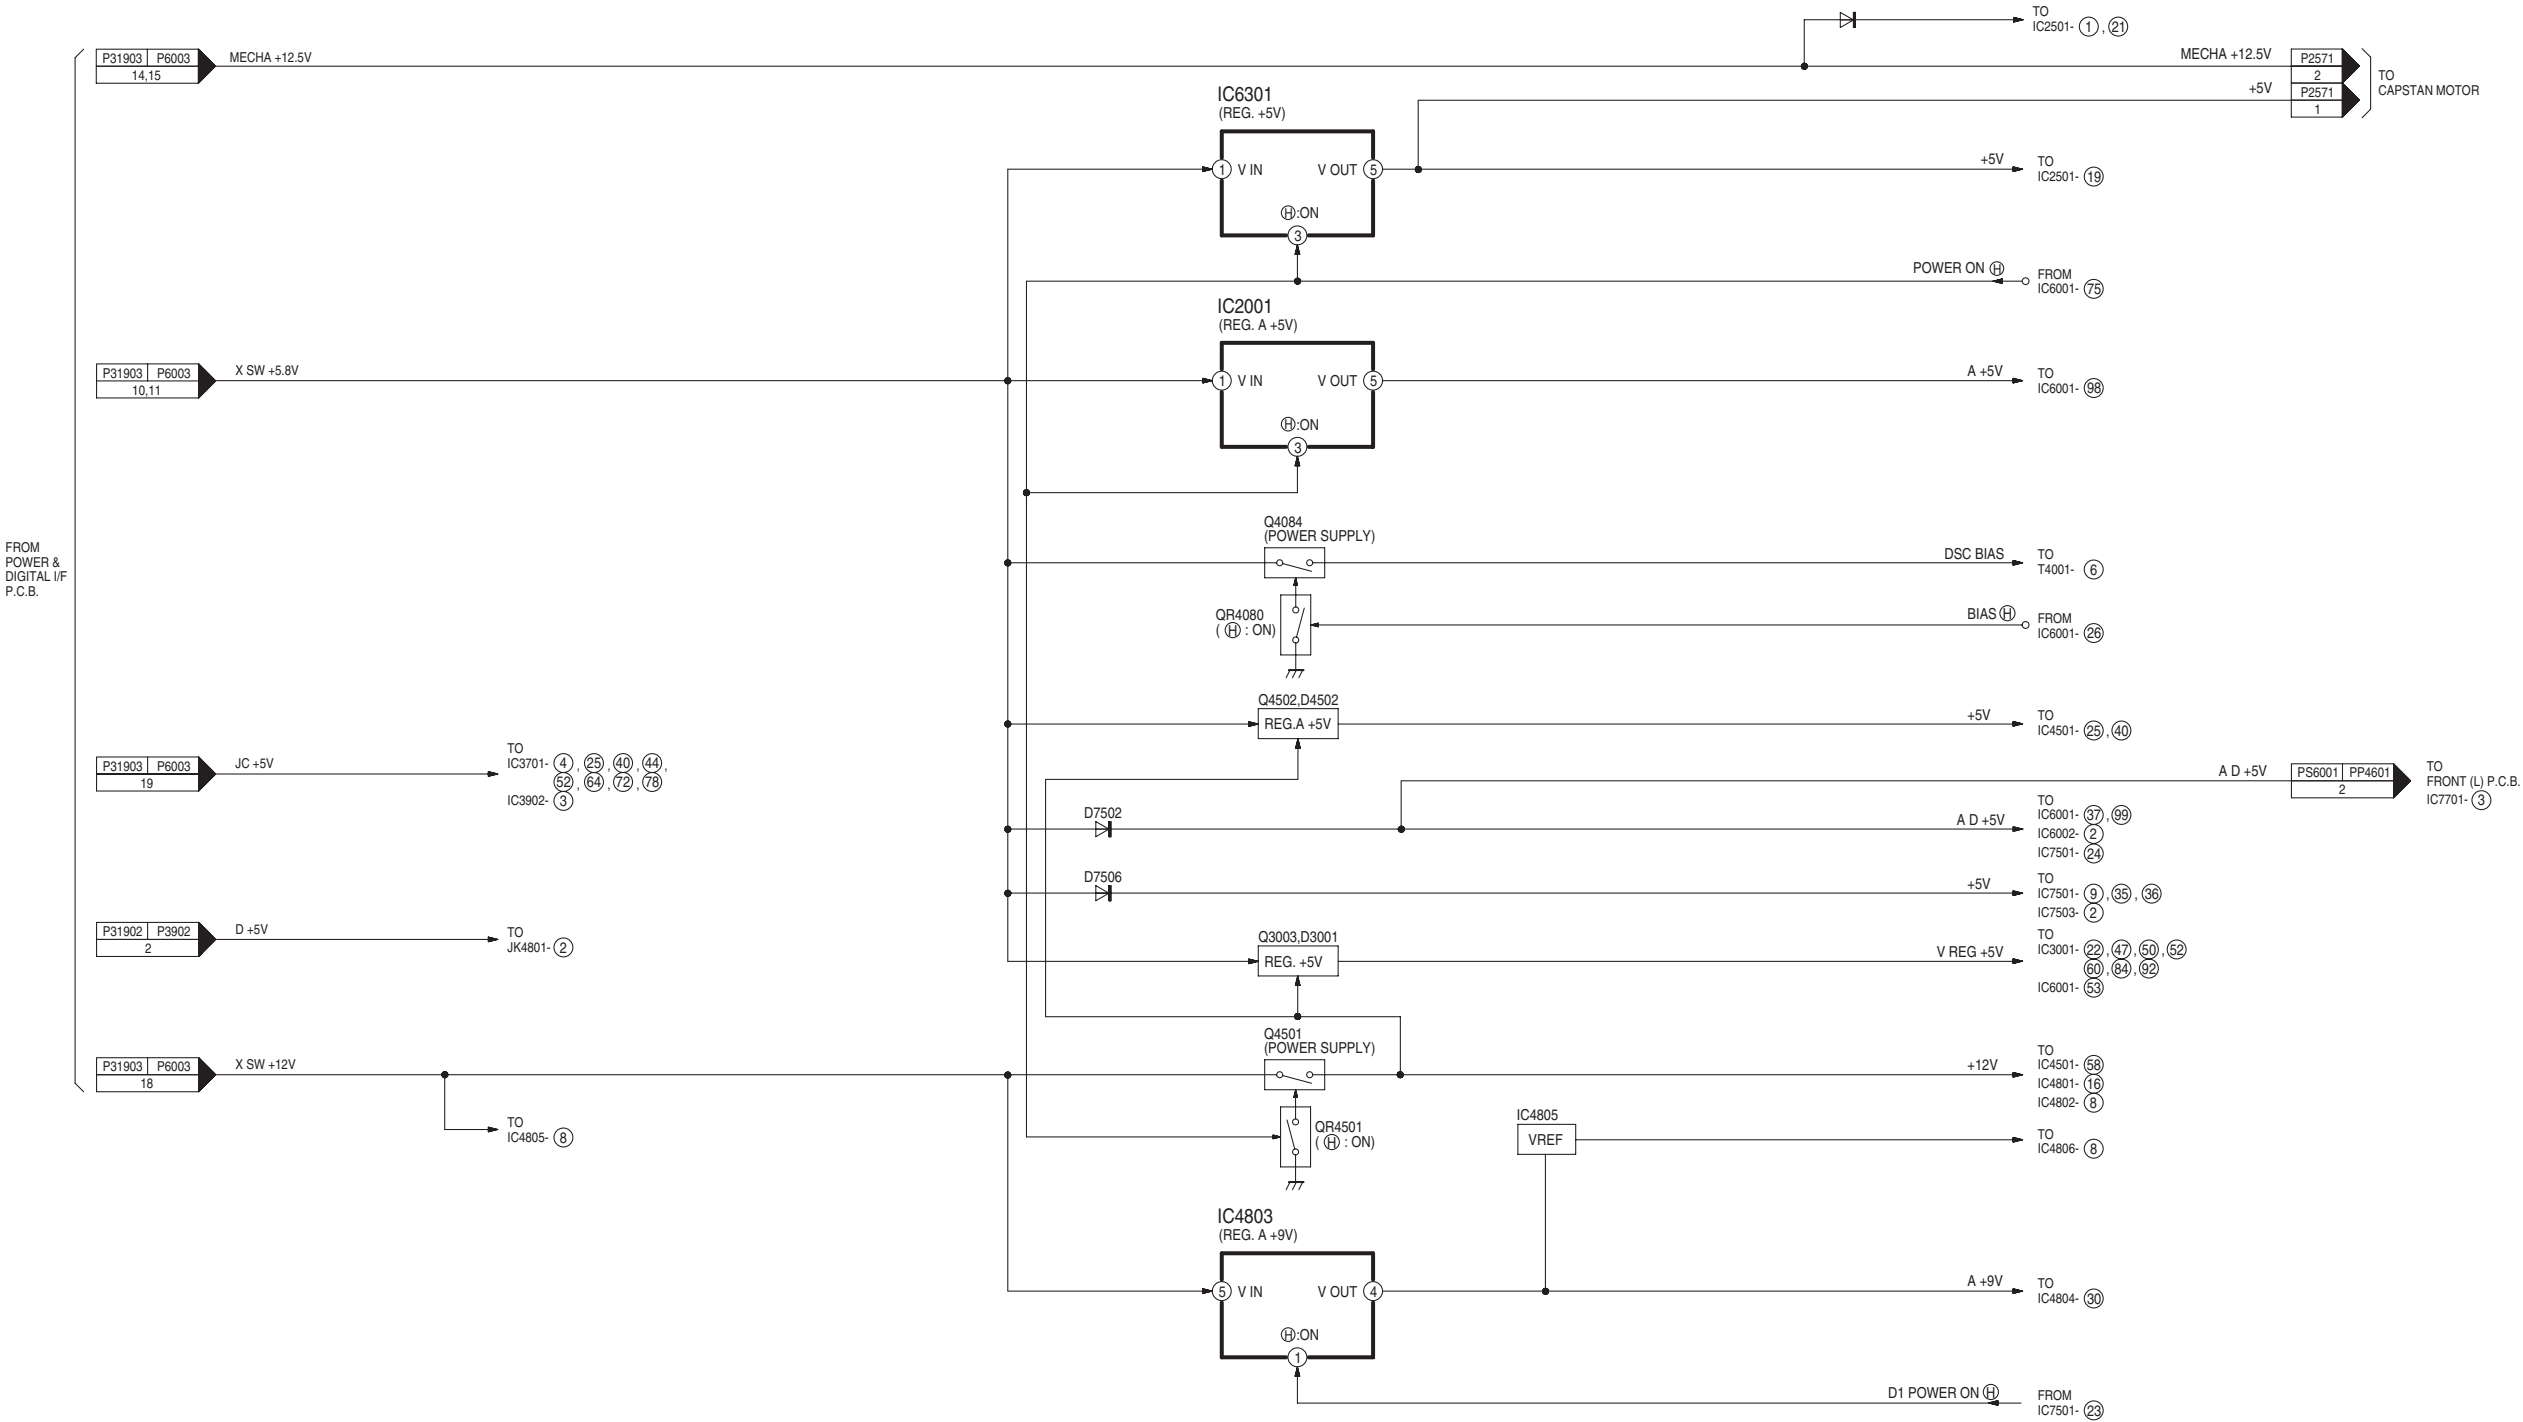 TO
IC2501- 1 , 21
P31903 P6003
14,15
MECHA +12.5V
MECHA +12.5V
P2571
2
+5V
P2571
1
TO
CAPSTAN MOTOR
IC6301
(REG. +5V)
1 V IN
V OUT 5
Ⓗ:ON
3
+5V
TO
IC2501- 19
POWER ON Ⓗ
FROM
IC6001- 75
IC2001
(REG. A +5V)
P31903 P6003
10,11
X SW +5.8V
1 V IN
V OUT 5
Ⓗ:ON
3
A +5V
TO
IC6001- 98
FROM
POWER &
DIGITAL I/F
P.C.B.
Q4084
(POWER SUPPLY)
DSC BIAS
TO
T4001- 6
QR4080
( Ⓗ : ON)
BIAS Ⓗ
FROM
IC6001- 26
Q4502,D4502
REG.A +5V
+5V
TO
IC4501- 25 , 40
P31903 P6003
19
JC +5V
TO
IC3701- 4 , 25 , 40 , 44 ,
52 , 64 , 72 , 78
IC3902- 3
A D +5V
PS6001 PP4601
2
TO
FRONT (L) P.C.B.
IC7701- 3
D7502
A D +5V
TO
IC6001- 37 , 99
IC6002- 2
IC7501- 24
D7506
+5V
TO
IC7501- 9 , 35 , 36
IC7503- 2
P31902 P3902
2
D +5V
TO
JK4801- 2
Q3003,D3001
REG. +5V
V REG +5V
TO
IC3001- 22 , 47 , 50 , 52
60 , 84 , 92
IC6001- 53
Q4501
(POWER SUPPLY)
P31903 P6003
18
X SW +12V
+12V
TO
IC4501- 58
IC4801- 16
IC4802- 8
TO
IC4805- 8
QR4501
( Ⓗ : ON)
IC4805
VREF
TO
IC4806- 8
IC4803
(REG. A +9V)
5 V IN
V OUT 4
Ⓗ:ON
1
A +9V
TO
IC4804- 30
D1 POWER ON Ⓗ
FROM
IC7501- 23